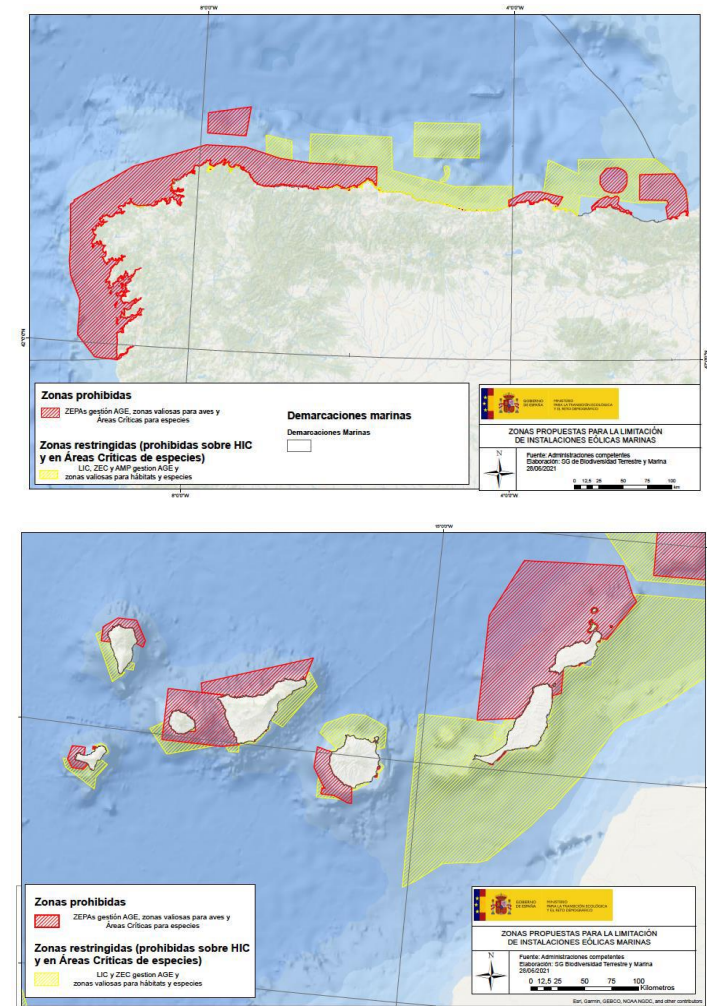 8°0'0"W
4°0'0"W
Zonas prohibidas
ZEPAs gestión AGE, zonas valiosas para aves y
Áreas Críticas para especies
Zonas restringidas (prohibidas sobre HIC
y en Áreas Críticas de especies)
LIC, ZEC y AMP gestion AGE y
zonas valiosas para hábitats y especies
Demarcaciones marinas
Demarcaciones Marinas
GOBIERNO
DE ESPAÑA
MINISTERIO
PARA LA TRANSICIÓN ECOLÓGICA
Y EL RETO DEMOGRÁFICO
ZONAS PROPUESTAS PARA LA LIMITACIÓN
DE INSTALACIONES EÓLICAS MARINAS
N
Fuente: Administraciones competentes
Elaboración: SG de Biodiversidad Terrestre y Marina
28/06/2021
0 12,5 25 50 75 100
km
8°0'0"W
4°0'0"W
Zonas prohibidas
ZEPAs gestión AGE, zonas valiosas para aves y
Áreas Críticas para especies
Zonas restringidas (prohibidas sobre HIC
y en Áreas Críticas de especies)
LIC y ZEC gestion AGE y
zonas valiosas para hábitats y especies
GOBIERNO
DE ESPAÑA
MINISTERIO
PARA LA TRANSICIÓN ECOLÓGICA
Y EL RETO DEMOGRÁFICO
ZONAS PROPUESTAS PARA LA LIMITACIÓN
DE INSTALACIONES EÓLICAS MARINAS
N
Fuente: Administraciones competentes
Elaboración: SG Biodiversidad Terrestre y Marina
28/06/2021
0 12,5 25 50 75 100
Kilometros
Esri, Garmin, GEBCO, NOAA NGDC, and other contributors